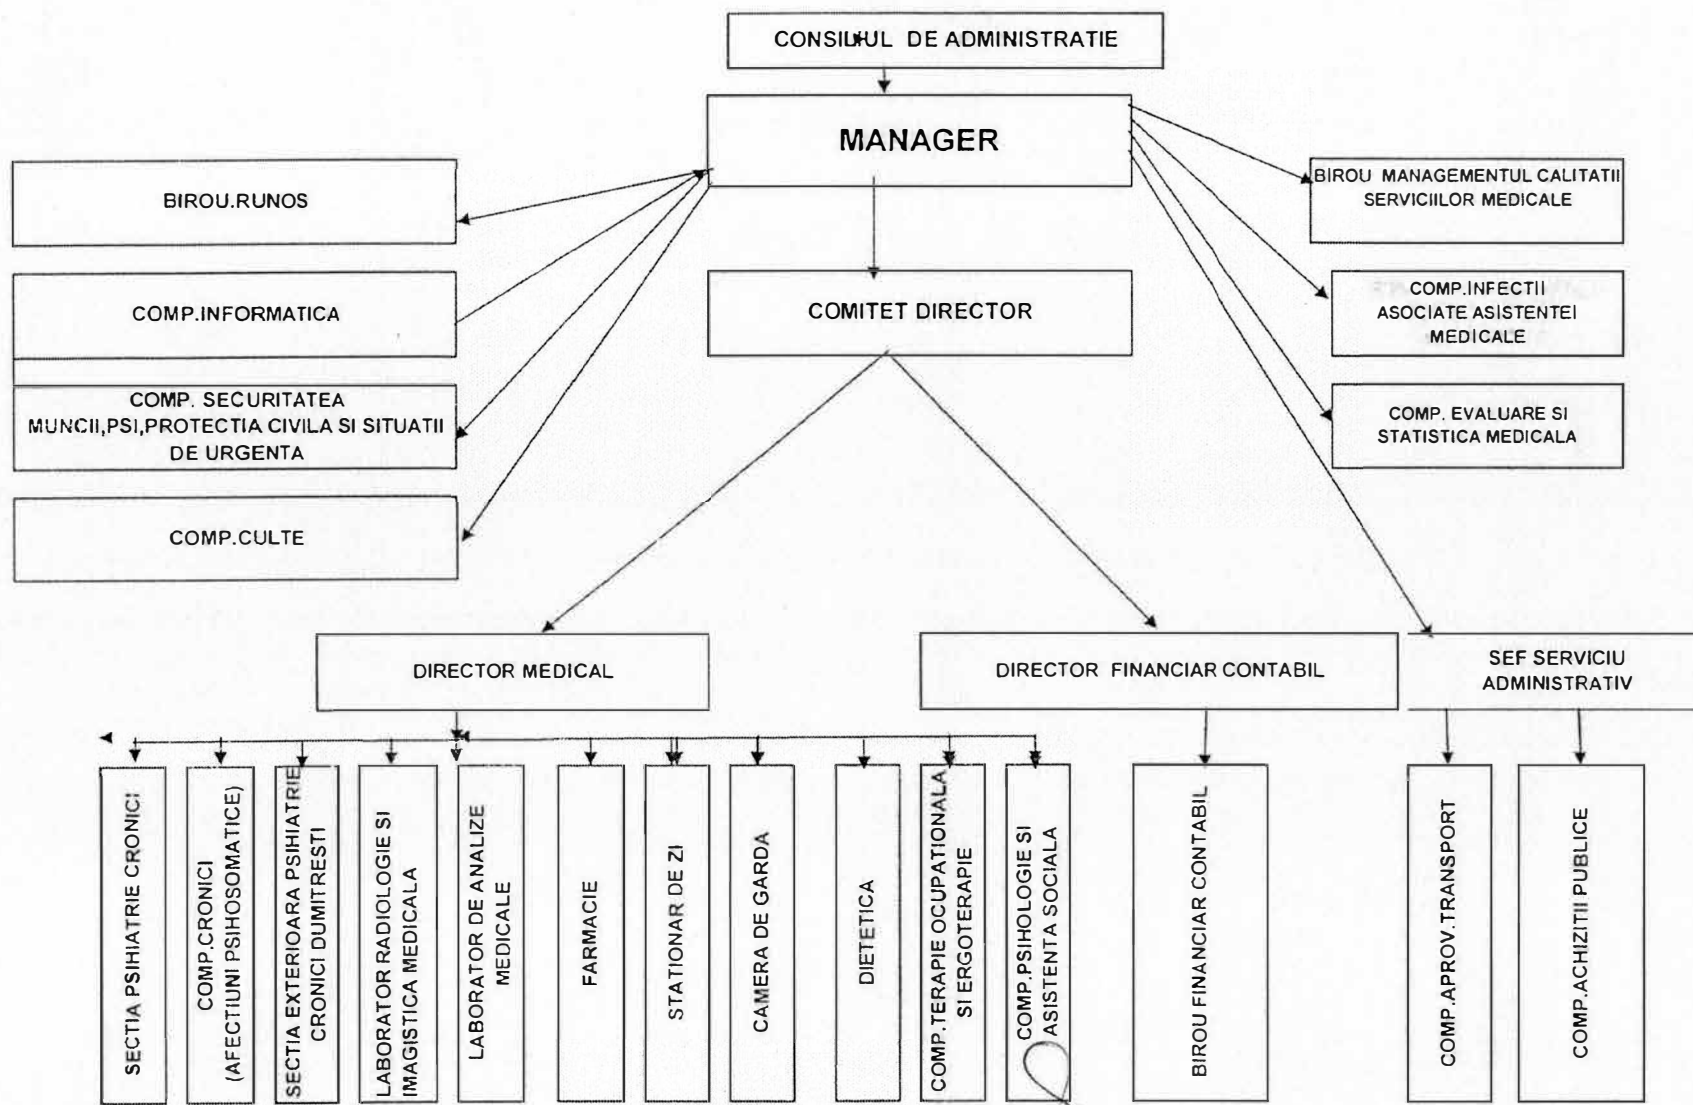 CONSILIUL DE ADMINISTRATIE
MANAGER
BIROU.RUNOS
BIROU MANAGEMENTUL CALITATII
SERVICIILOR MEDICALE
COMP.INFORMATICA
COMITET DIRECTOR
COMP.INFECTII
ASOCIATE ASISTENTEI
MEDICALE
COMP. SECURITATEA
MUNCII,PSI,PROTECTIA CIVILA SI SITUATII
DE URGENTA
COMP. EVALUARE SI
STATISTICA MEDICALA
COMP.CULTE
DIRECTOR MEDICAL
DIRECTOR FINANCIAR CONTABIL
SEF SERVICIU
ADMINISTRATIV
SECTIA PSIHIATRIE CRONICI
COMP.CRONICI
(AFECTIUNI PSIHOSOMATICE)
SECTIA EXTERIOARA PSIHIATRIE
CRONICI DUMITRESTI
LABORATOR RADIOLOGIE SI
IMAGISTICA MEDICALA
LABORATOR DE ANALIZE
MEDICALE
FARMACIE
STATIONAR DE ZI
CAMERA DE GARDA
DIETETICA
COMP.TERAPIE OCUPATIONALA
SI ERGOTERAPIE
COMP.PSIHOLOGIE SI
ASISTENTA SOCIALA
BIROU FINANCIAR CONTABIL
COMP.APROV.TRANSPORT
COMP.ACHIZITII PUBLICE